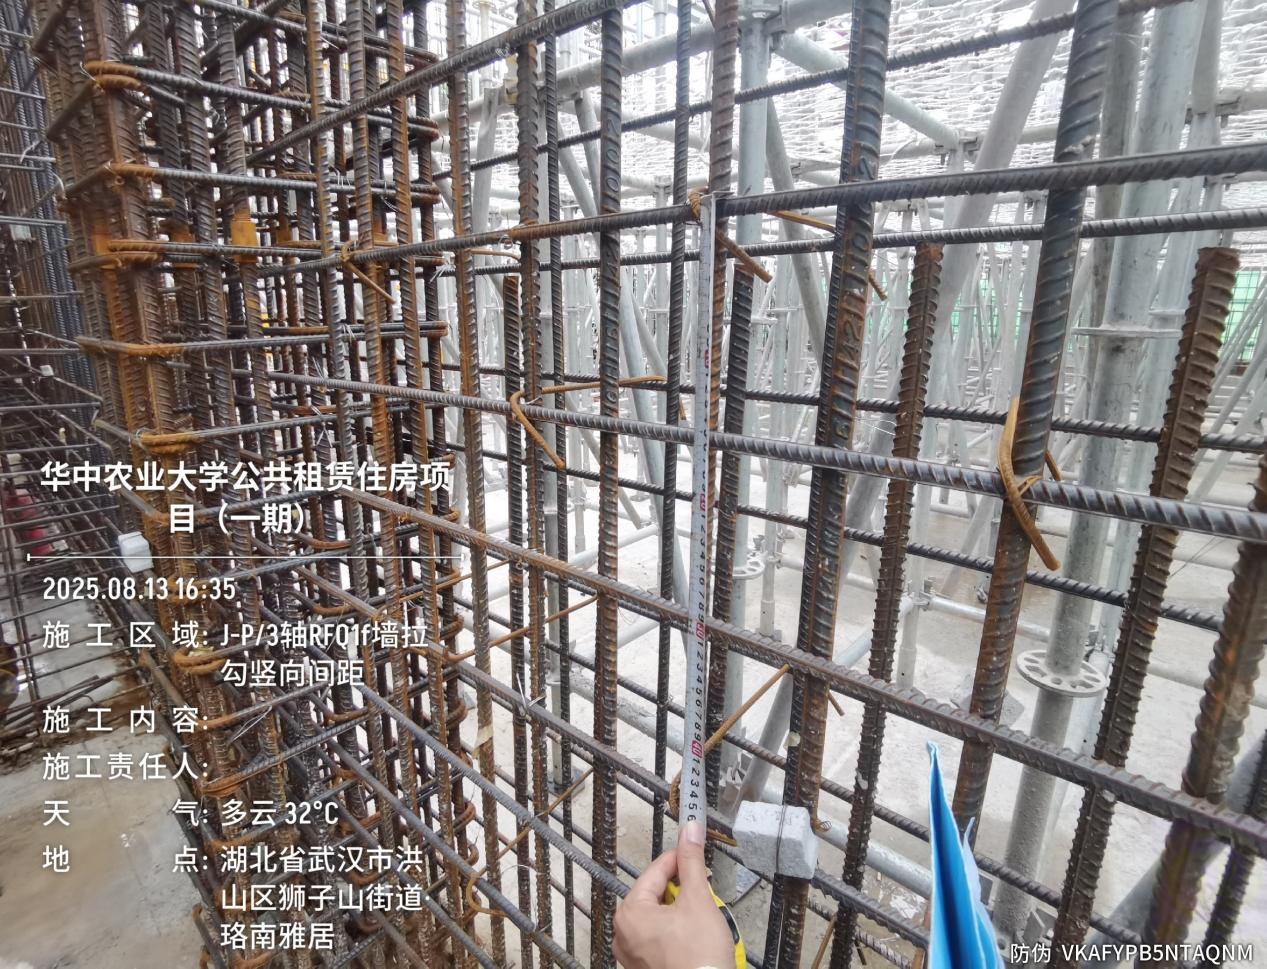 华中农业大学公共租赁住房项
目（一期）
2025.08.13 16:35
施工区域: J-P/3轴RFQ1f墙拉
勾竖向间距
施工内容:
施工责任人:
天气: 多云 32℃
地点: 湖北省武汉市洪
山区狮子山街道·
珞南雅居
防伪 VKAFYPB5NTAQNM